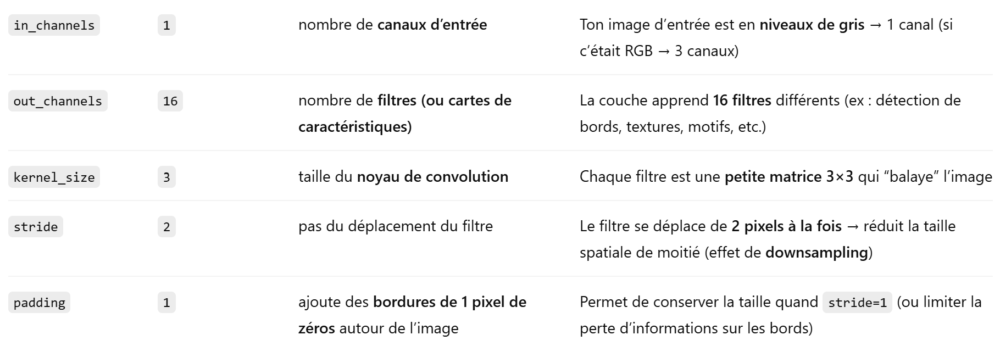 in_channels 1 nombre de canaux d’entrée Ton image d’entrée est en niveaux de gris → 1 canal (si
c’était RGB → 3 canaux)
out_channels 16 nombre de filtres (ou cartes de La couche apprend 16 filtres différents (ex : détection de
caractéristiques) bords, textures, motifs, etc.)
kernel_size 3 taille du noyau de convolution Chaque filtre est une petite matrice 3×3 qui “balaye” l’image
stride 2 pas du déplacement du filtre Le filtre se déplace de 2 pixels à la fois → réduit la taille
spatiale de moitié (effet de downsampling)
padding 1 ajoute des bordures de 1 pixel de Permet de conserver la taille quand stride=1 (ou limiter la
zéros autour de l’image perte d’informations sur les bords)